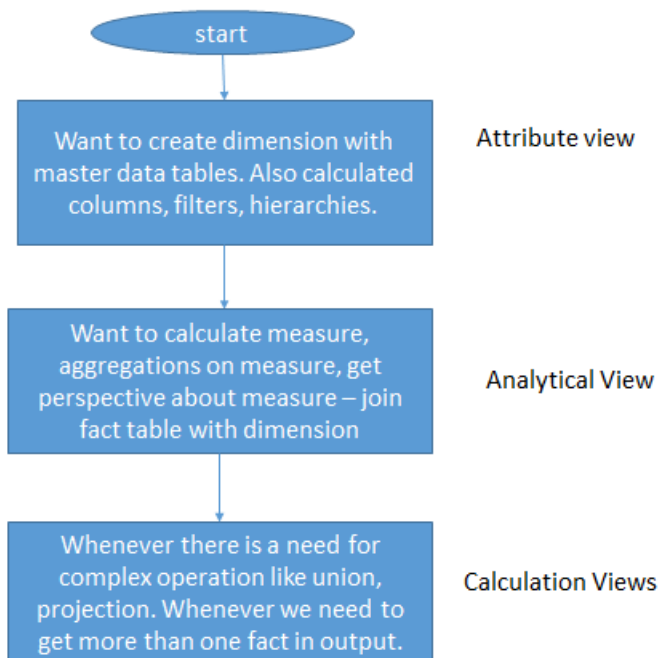 start
Want to create dimension with
master data tables. Also calculated
columns, filters, hierarchies.
Attribute view
Want to calculate measure,
aggregations on measure, get
perspective about measure – join
fact table with dimension
Analytical View
Whenever there is a need for
complex operation like union,
projection. Whenever we need to
get more than one fact in output.
Calculation Views